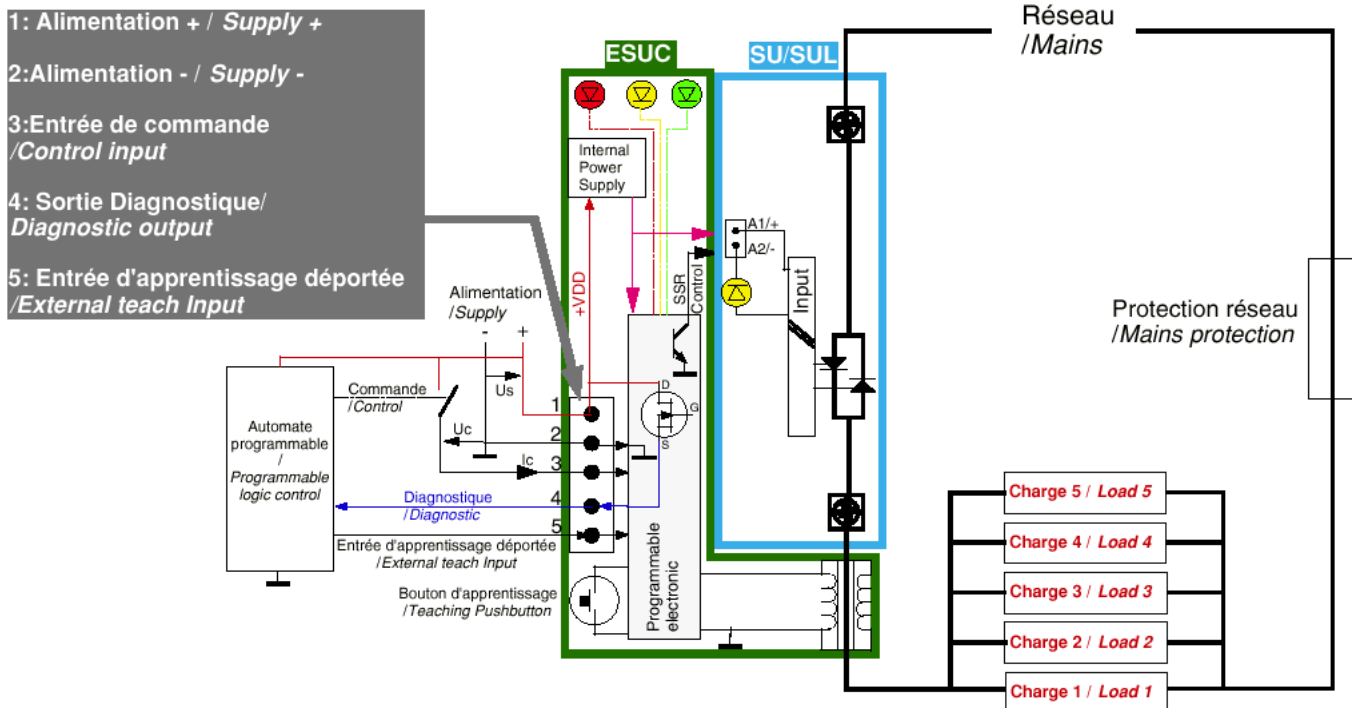 1: Alimentation + / Supply +
2:Alimentation - / Supply -
3:Entrée de commande
/Control input
4: Sortie Diagnostique/
Diagnostic output
5: Entrée d'apprentissage déportée
/External teach Input
ESUC
SU/SUL
Réseau
/Mains
Internal
Power
Supply
A1/+
A2/-
+VDD
SSR
Control
Input
Alimentation
/Supply
-
+
Us
Protection réseau
/Mains protection
Commande
/Control
Automate
programmable
/
Programmable
logic control
Uc
Ic
1
2
3
4
5
D
G
S
Diagnostique
/Diagnostic
Entrée d'apprentissage déportée
/External teach Input
Bouton d'apprentissage
/Teaching Pushbutton
Programmable
electronic
Charge 5 / Load 5
Charge 4 / Load 4
Charge 3 / Load 3
Charge 2 / Load 2
Charge 1 / Load 1